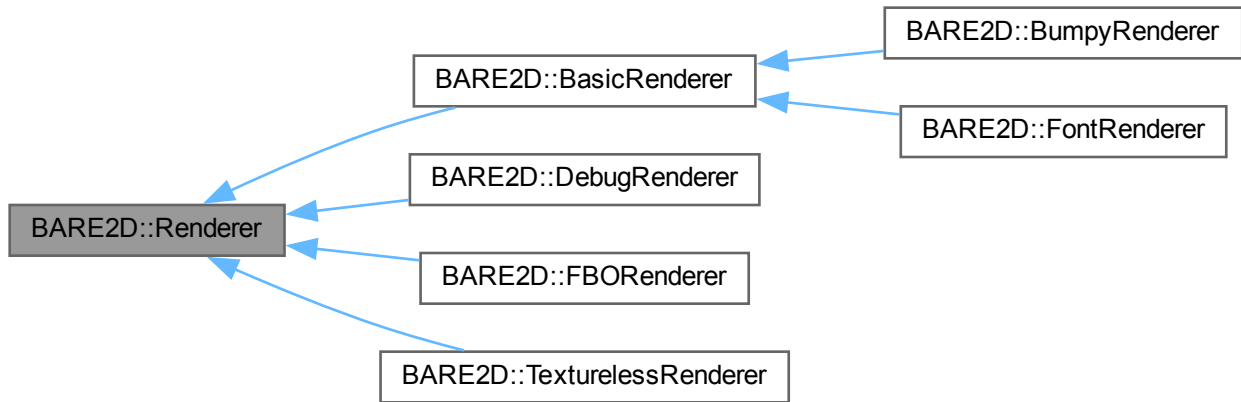 BARE2D::BumpyRenderer
BARE2D::BasicRenderer
BARE2D::FontRenderer
BARE2D::DebugRenderer
BARE2D::Renderer
BARE2D::FBORenderer
BARE2D::TexturelessRenderer